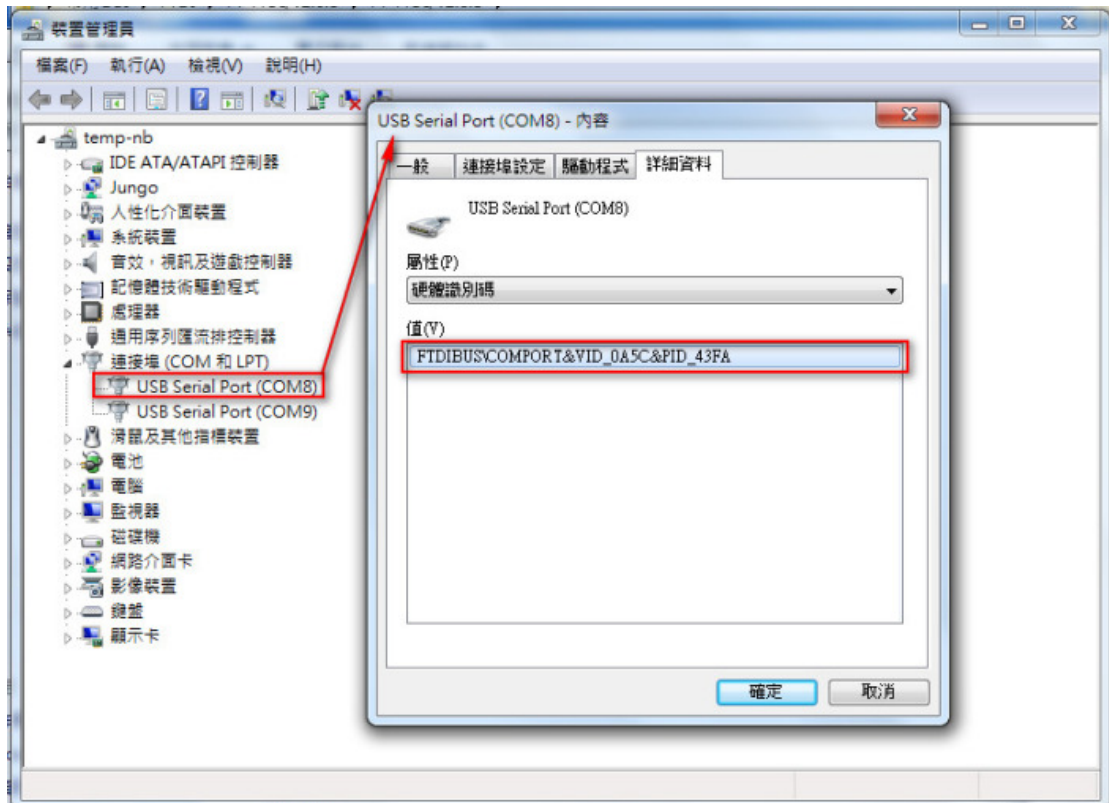 裝置管理員
檔案(F) 執行(A) 檢視(V) 說明(H)
temp-nb
IDE ATA/ATAPI 控制器
Jungo
人性化介面裝置
系統裝置
音效，視訊及遊戲控制器
記憶體技術驅動程式
處理器
通用序列匯流排控制器
連接埠 (COM 和 LPT)
USB Serial Port (COM8)
USB Serial Port (COM9)
滑鼠及其他指標裝置
電池
電腦
監視器
磁碟機
網路介面卡
影像裝置
鍵盤
顯示卡
USB Serial Port (COM8) - 內容
一般 連接埠設定 驅動程式 詳細資料
USB Serial Port (COM8)
屬性(P)
硬體識別碼
值(V)
FTDIBUS\COMPORT&VID_0A5C&PID_43FA
確定 取消